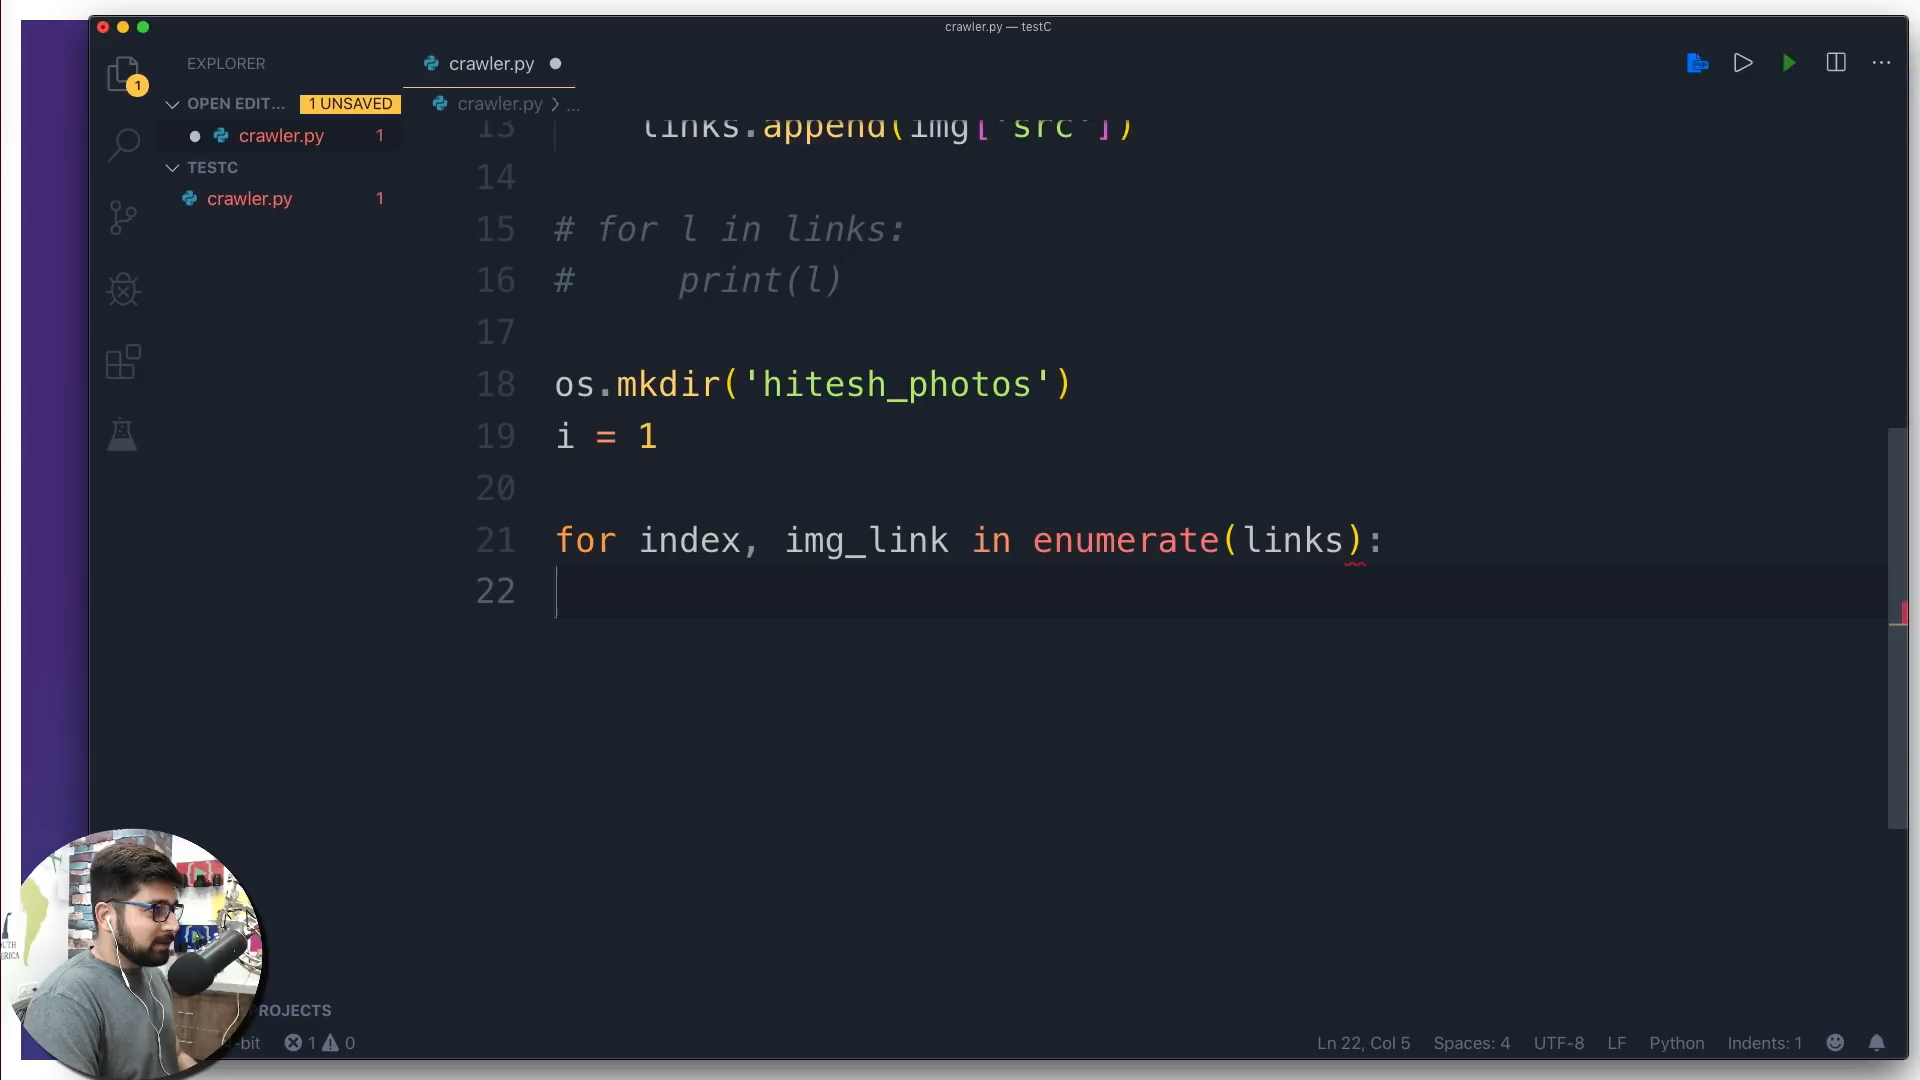 crawler.py — testC
EXPLORER
crawler.py
1
OPEN EDIT...
1 UNSAVED
crawler.py > ...
crawler.py
1
TESTC
crawler.py
1
13 links.append(img['src'])
14
15 # for l in links:
16 #     print(l)
17
18 os.mkdir('hitesh_photos')
19 i = 1
20
21 for index, img_link in enumerate(links):
22
ROJECTS
-bit
1
0
Ln 22, Col 5
Spaces: 4
UTF-8
LF
Python
Indents: 1